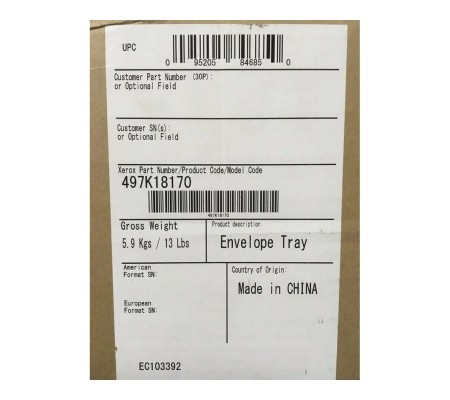 UPC
0 95205 84685 0
Customer Part Number (30P):
or Optional Field
Customer SN(s):
or Optional Field
Xerox Part Number/Product Code/Model Code
497K18170
497K18170
Gross Weight
5.9 Kgs / 13 Lbs
Product description
Envelope Tray
American
Format SN:
Country of Origin:
Made in CHINA
European
Format SN:
EC103392